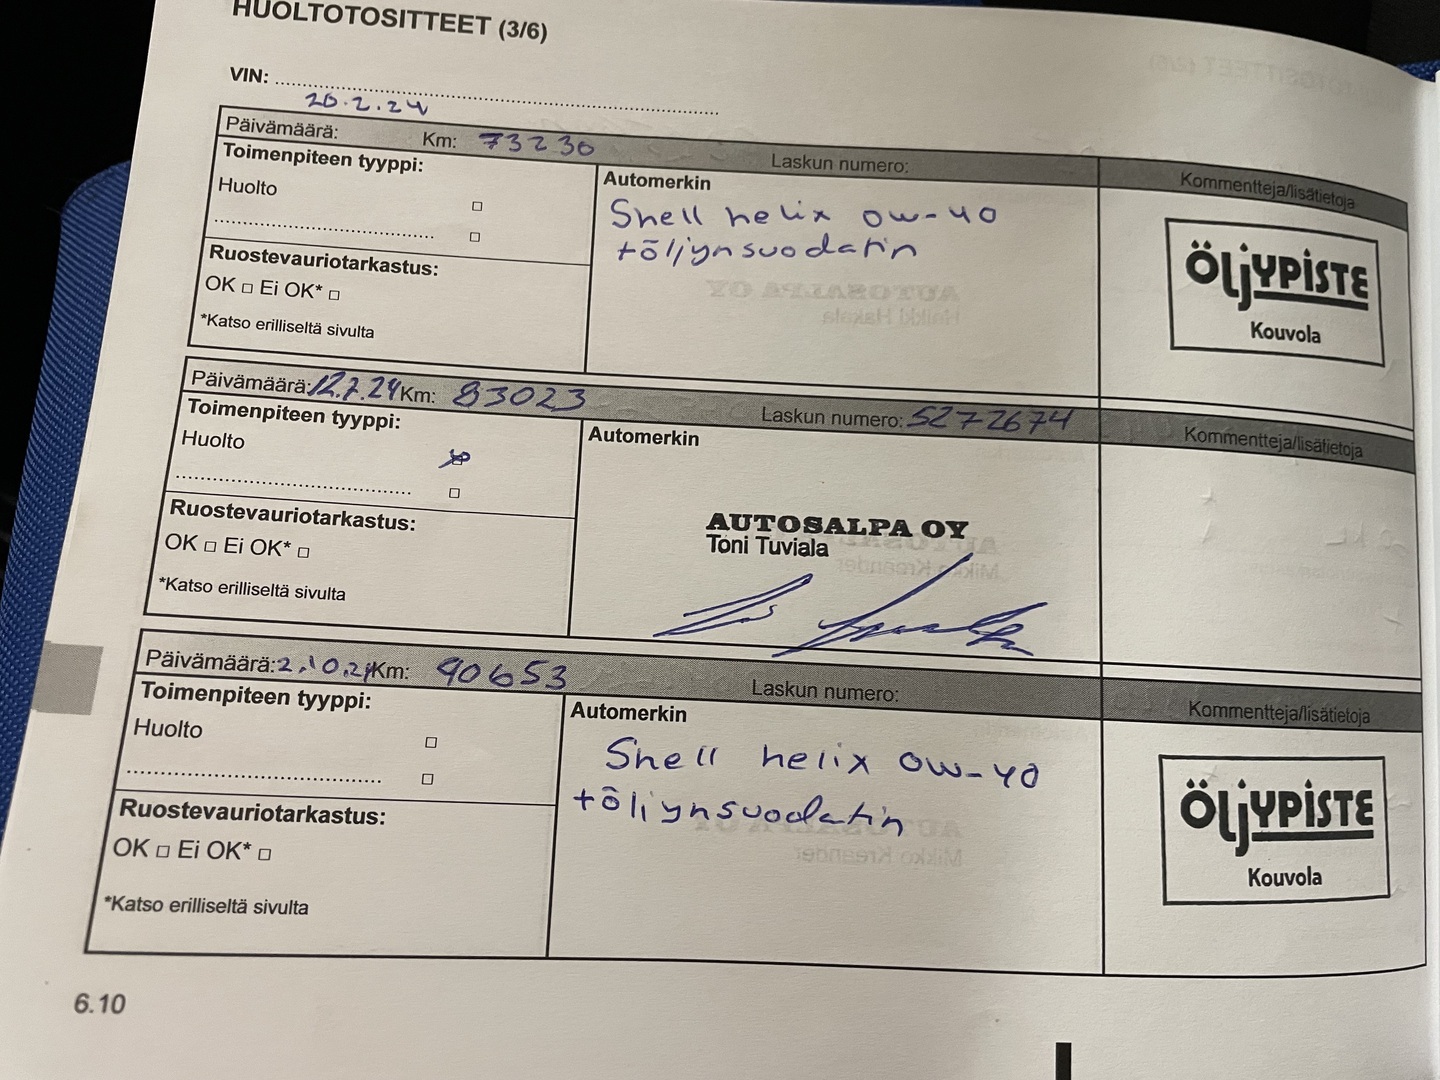 HUOLTOTOSITTEET (3/6)
VIN:
20.2.24
Päivämäärä: Km: 73230 Laskun numero: Kommentteja/lisätietoja
Toimenpiteen tyyppi:
Huolto
Ruostevauriotarkastus:
OK □ Ei OK* □
*Katso erilliseltä sivulta
Automerkin
Shell helix 0W-40
+öljynsuodatin
ÖLJYPISTE
Kouvola
Päivämäärä: 12.7.24 Km: 83023 Laskun numero: 5272674 Kommentteja/lisätietoja
Toimenpiteen tyyppi:
Huolto
Ruostevauriotarkastus:
OK □ Ei OK* □
*Katso erilliseltä sivulta
Automerkin
AUTOSALPA OY
Toni Tuviala
Päivämäärä: 2.10.24 Km: 90653 Laskun numero: Kommentteja/lisätietoja
Toimenpiteen tyyppi:
Huolto
Ruostevauriotarkastus:
OK □ Ei OK* □
*Katso erilliseltä sivulta
Automerkin
Shell helix 0W-40
+öljynsuodatin
ÖLJYPISTE
Kouvola
6.10